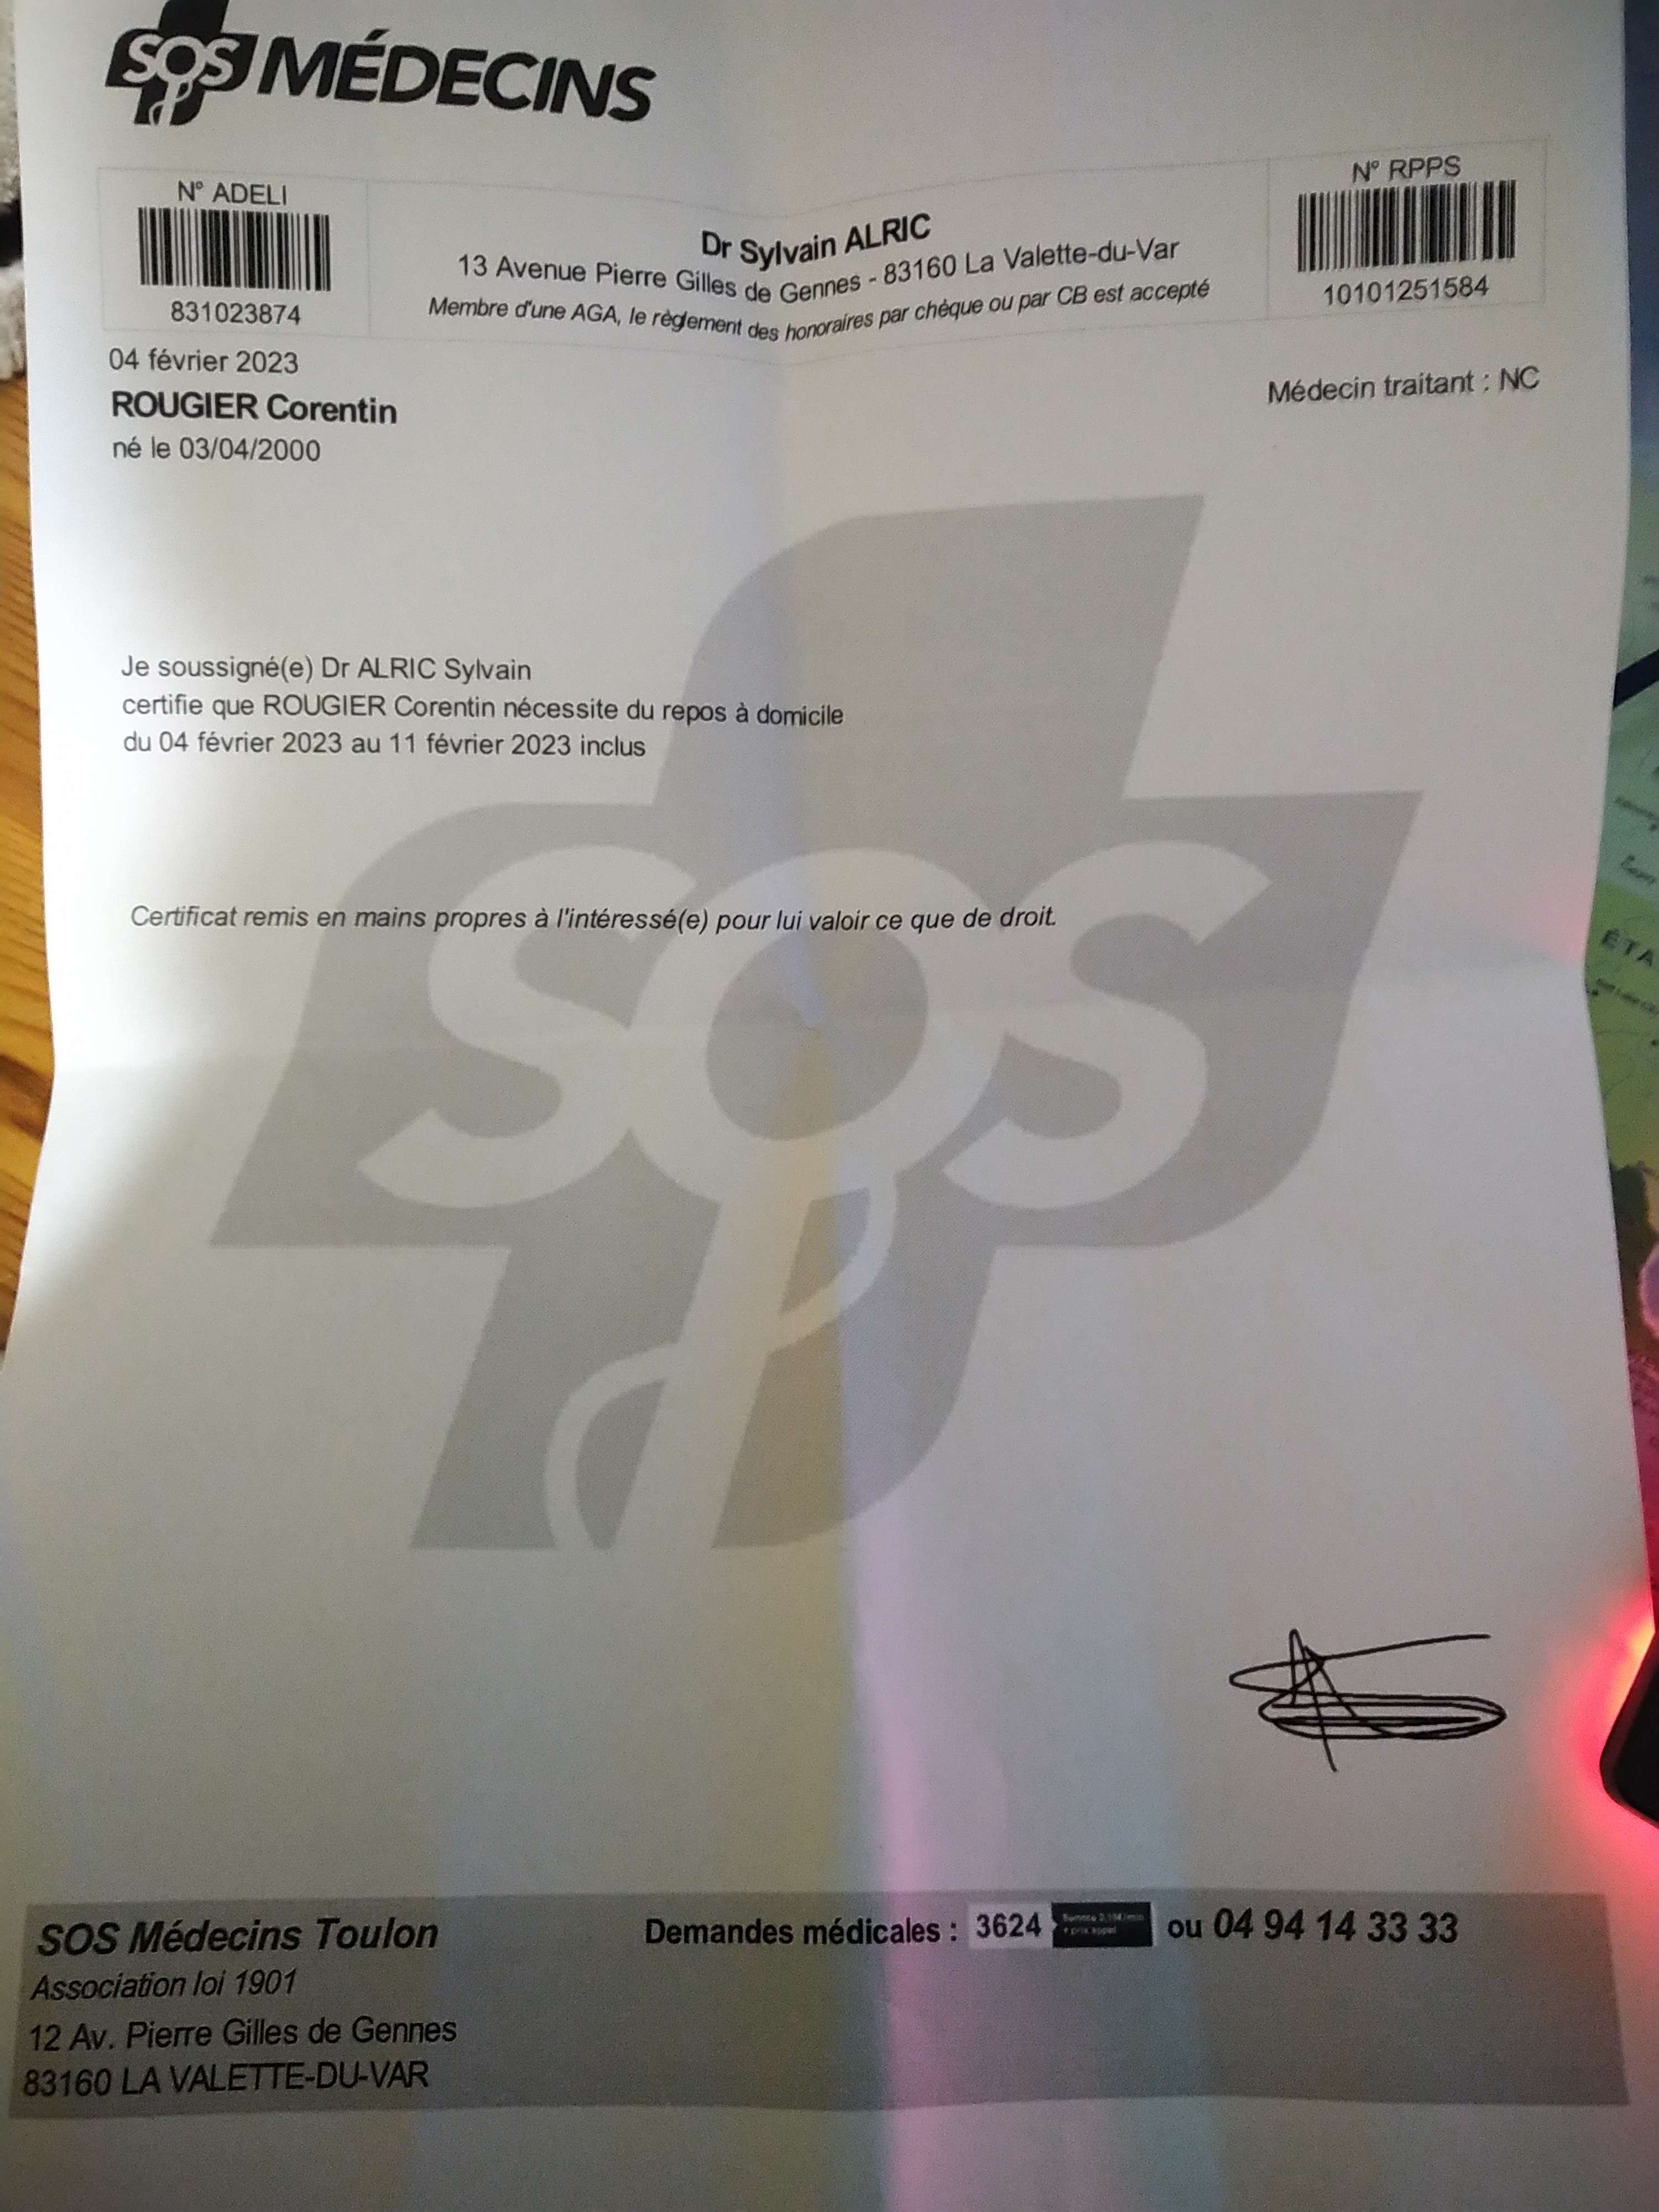 SOS MÉDECINS
N° ADELI
831023874
Dr Sylvain ALRIC
13 Avenue Pierre Gilles de Gennes - 83160 La Valette-du-Var
Membre d'une AGA, le règlement des honoraires par chèque ou par CB est accepté
N° RPPS
10101251584
04 février 2023
ROUGIER Corentin
né le 03/04/2000
Médecin traitant : NC
Je soussigné(e) Dr ALRIC Sylvain
certifie que ROUGIER Corentin nécessite du repos à domicile
du 04 février 2023 au 11 février 2023 inclus
Certificat remis en mains propres à l'intéressé(e) pour lui valoir ce que de droit.
SOS
SOS Médecins Toulon
Association loi 1901
12 Av. Pierre Gilles de Gennes
83160 LA VALETTE-DU-VAR
Demandes médicales : 3624 ou 04 94 14 33 33
ÉTA